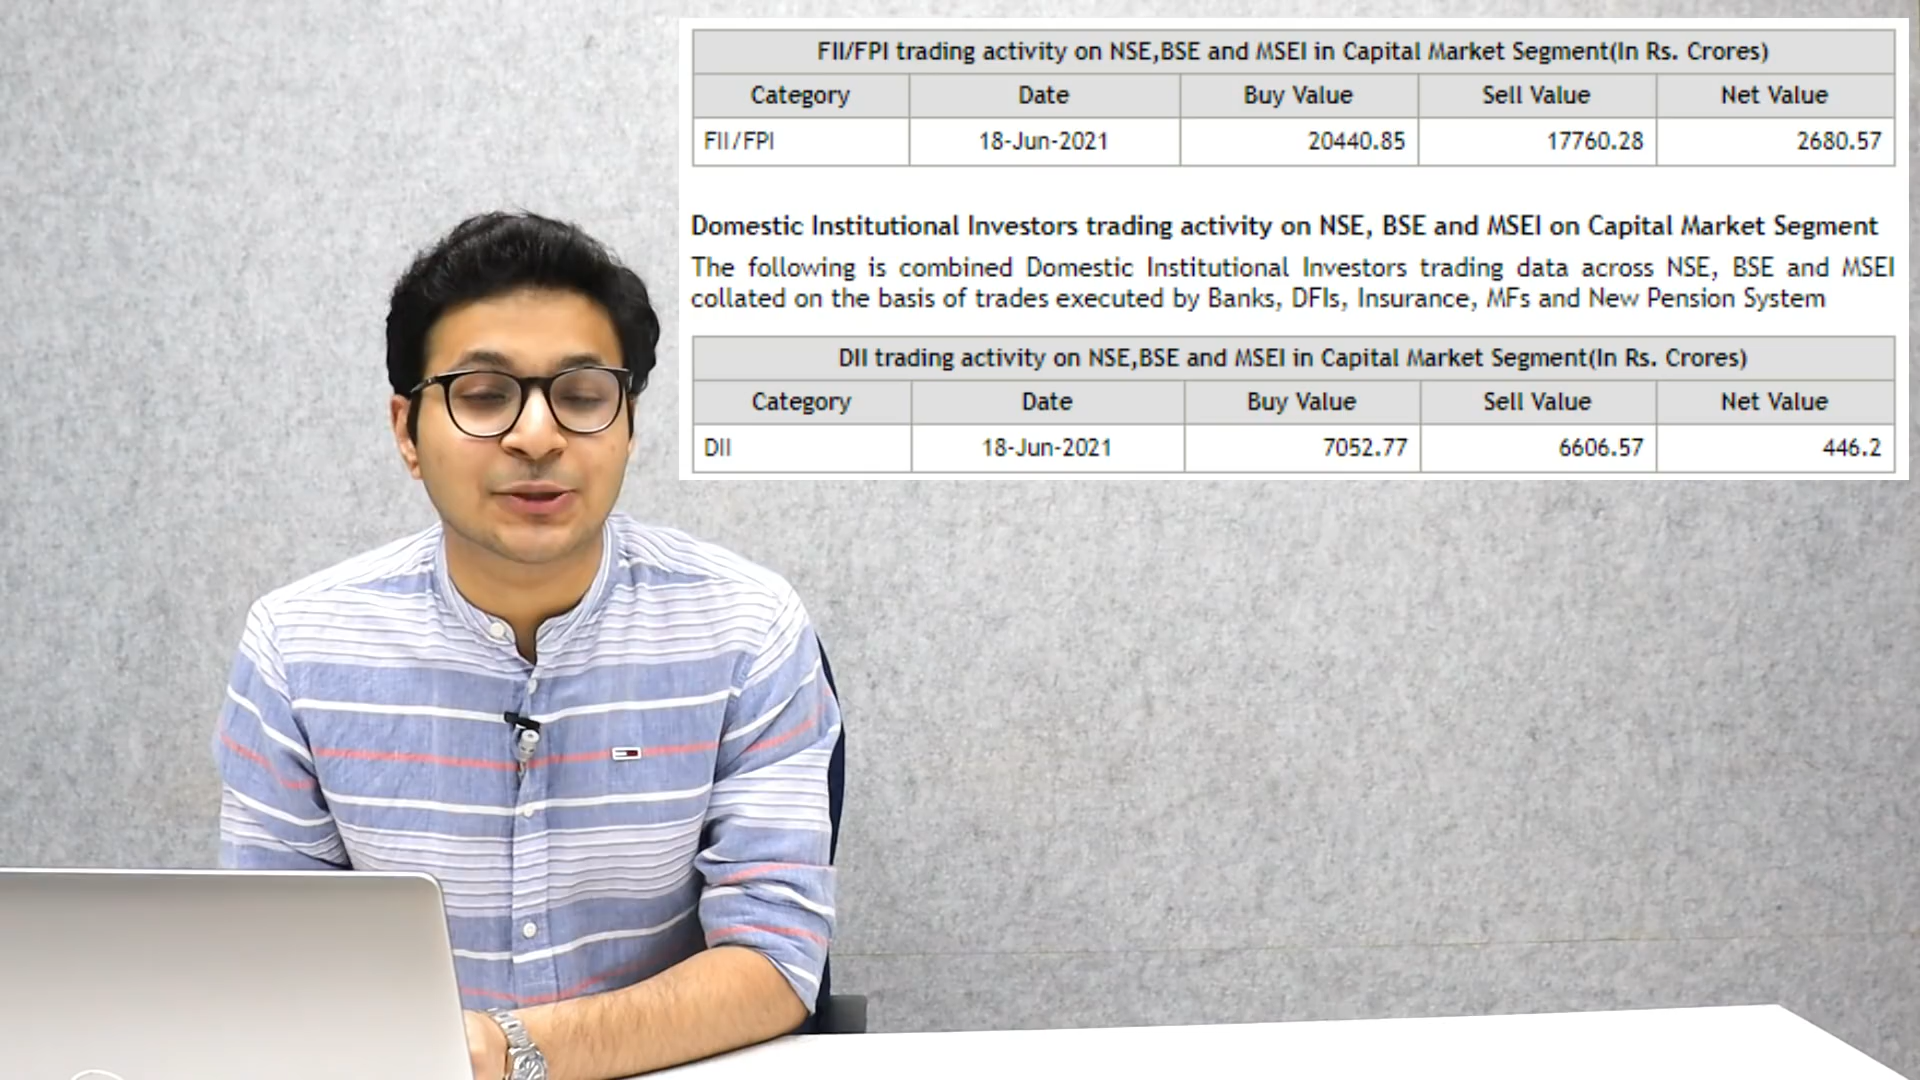 FII/FPI trading activity on NSE,BSE and MSEI in Capital Market Segment(In Rs. Crores)
Category Date Buy Value Sell Value Net Value
FII/FPI 18-Jun-2021 20440.85 17760.28 2680.57
Domestic Institutional Investors trading activity on NSE, BSE and MSEI on Capital Market Segment
The following is combined Domestic Institutional Investors trading data across NSE, BSE and MSEI
collated on the basis of trades executed by Banks, DFIs, Insurance, MFs and New Pension System
DII trading activity on NSE,BSE and MSEI in Capital Market Segment(In Rs. Crores)
Category Date Buy Value Sell Value Net Value
DII 18-Jun-2021 7052.77 6606.57 446.2